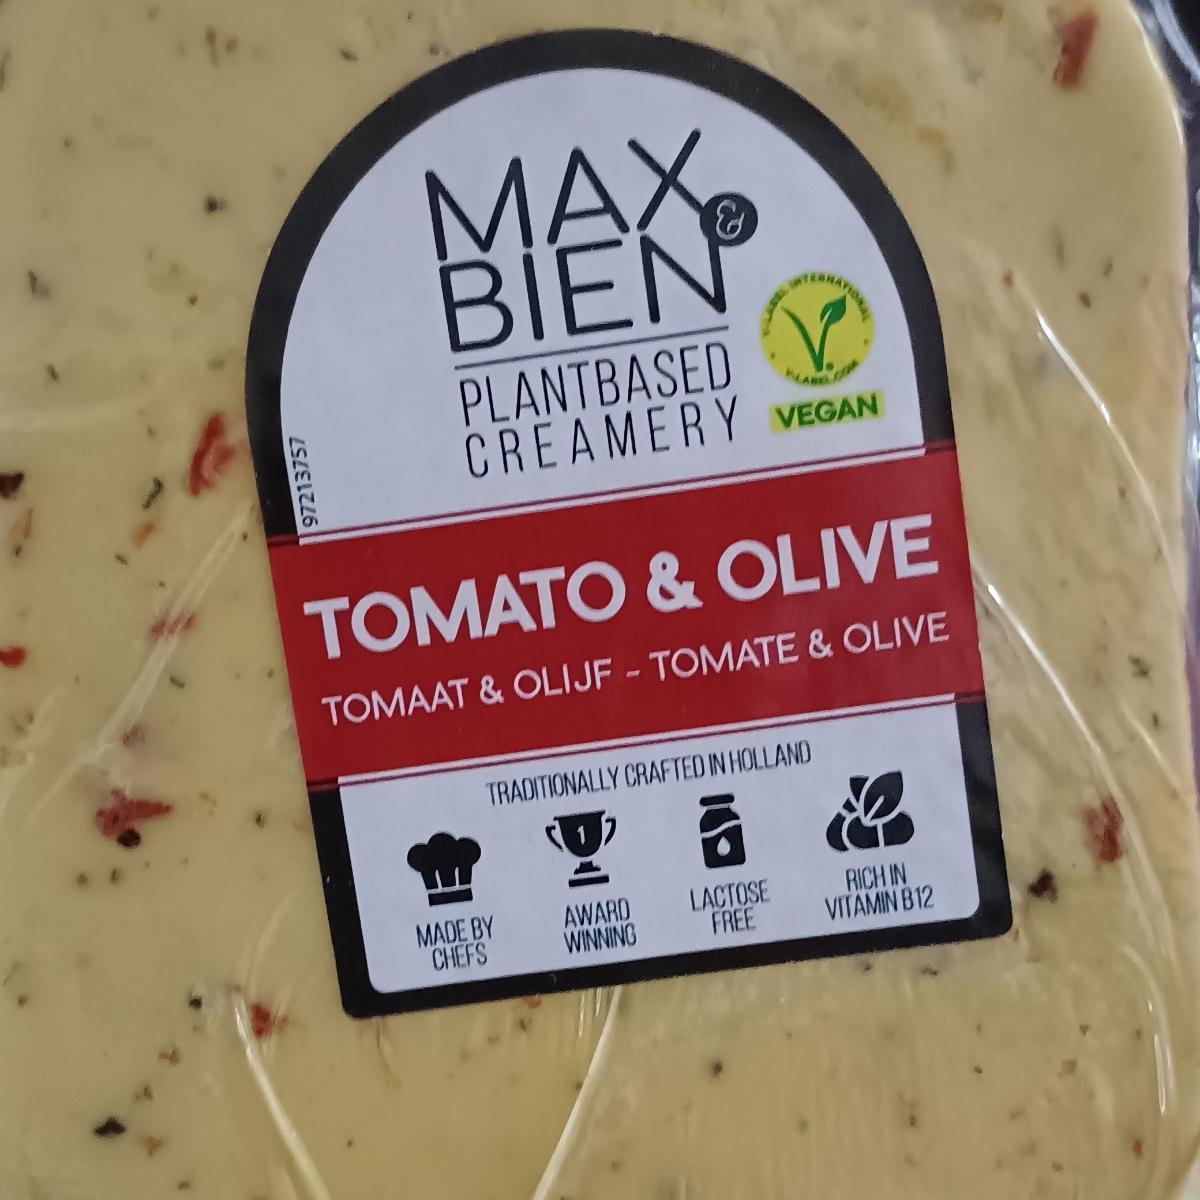 MAX &
BIEN
PLANTBASED
CREAMERY
V-LABEL INTERNATIONAL
V-LABEL.COM
VEGAN
97213757
TOMATO & OLIVE
TOMAAT & OLIJF - TOMATE & OLIVE
TRADITIONALLY CRAFTED IN HOLLAND
1
MADE BY
CHEFS
AWARD
WINNING
LACTOSE
FREE
RICH IN
VITAMIN B12